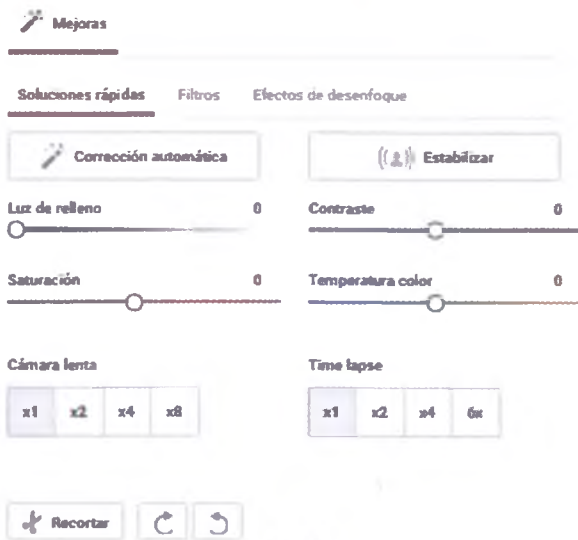 Mejoras
Soluciones rápidas Filtros Efectos de desenfoque
Corrección automática Estabilizar
Luz de relleno 0 Contraste 0
Saturación 0 Temperatura color 0
Cámara lenta Time lapse
x1 x2 x4 x8 x1 x2 x4 6x
Recortar